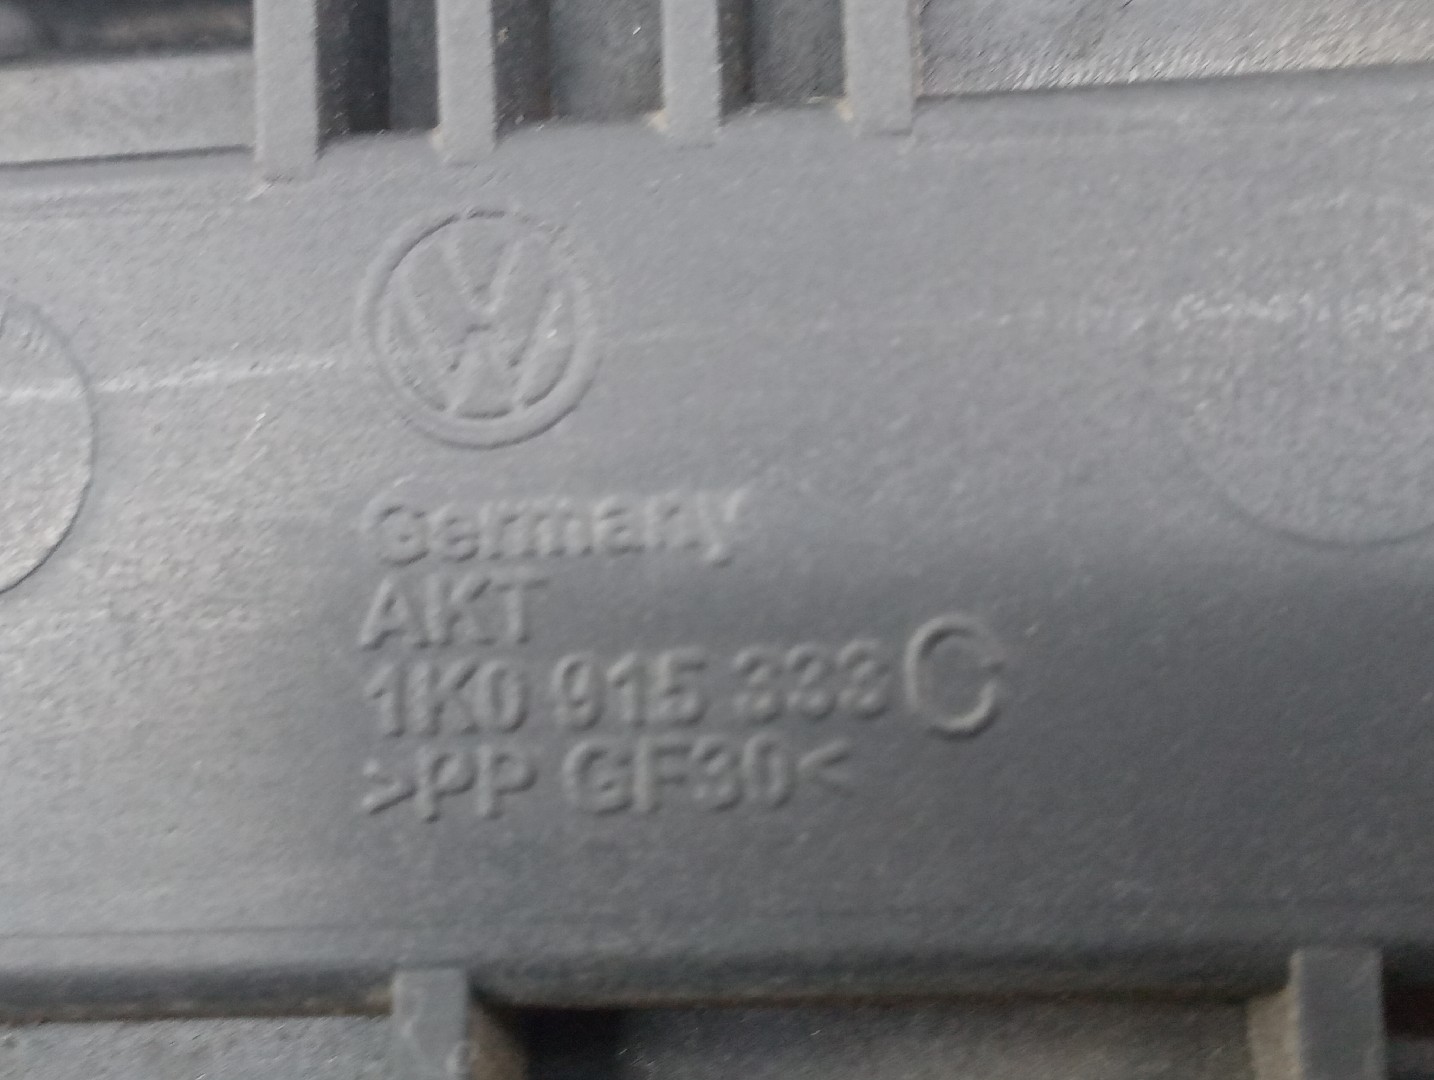 Germany
AKT
1K0 915 333 C
>PP GF30<